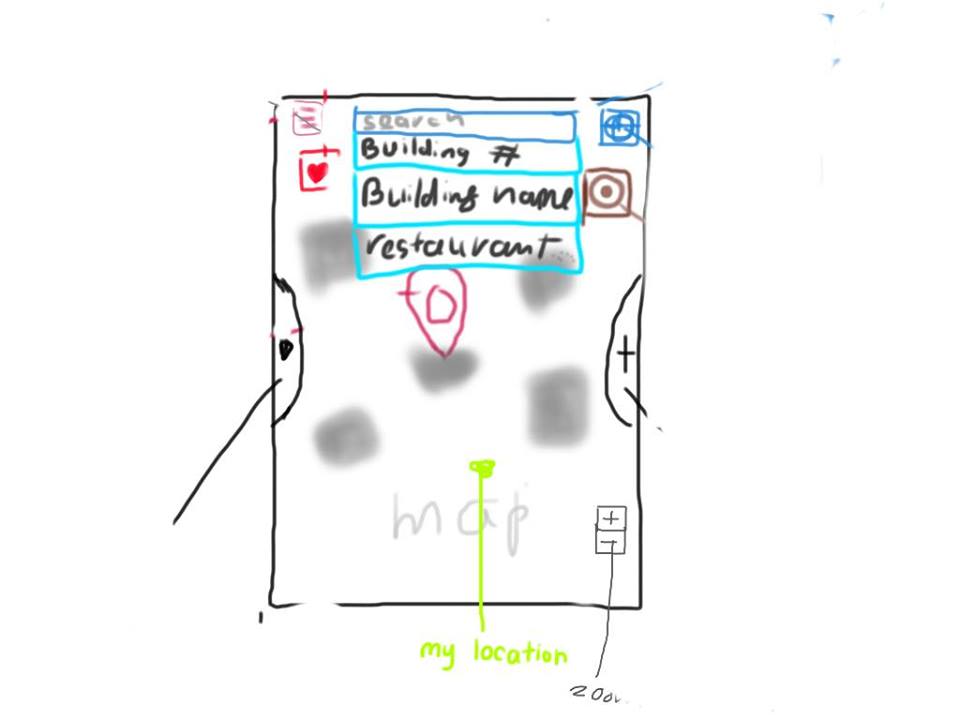 search
Building #
Building name
restaurant
map
+
+
-
my location